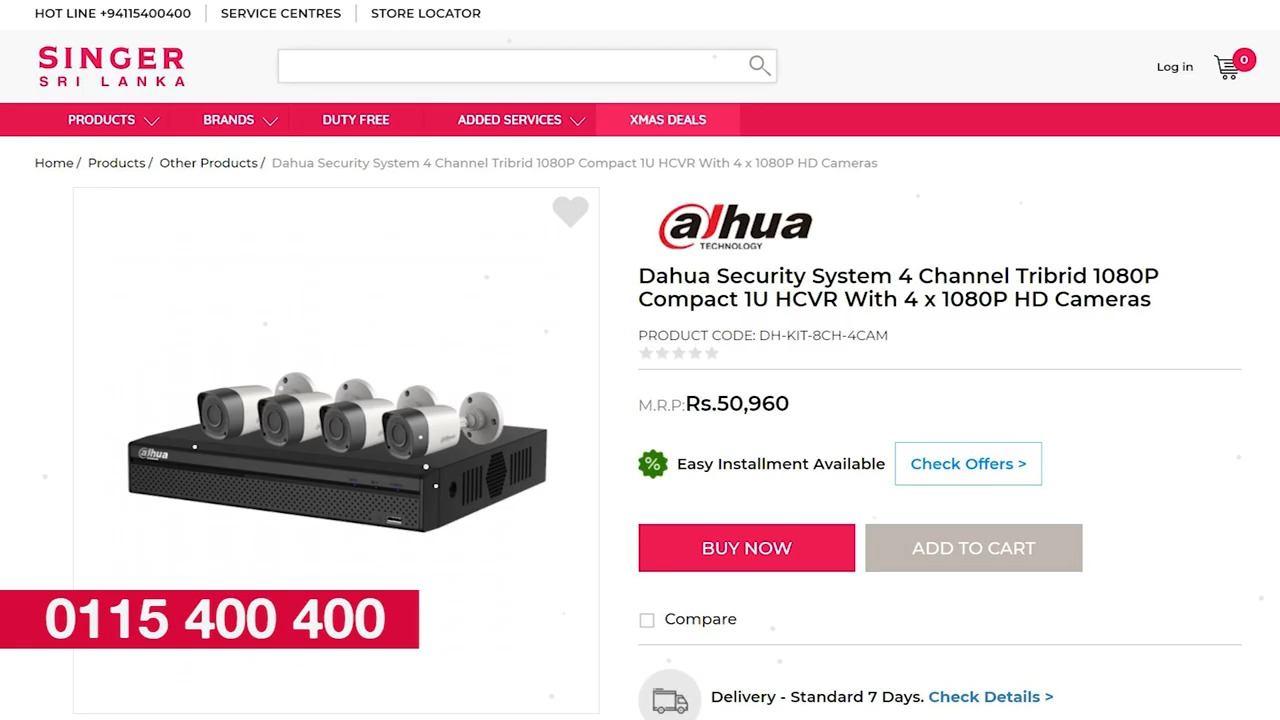 HOT LINE +94115400400 SERVICE CENTRES STORE LOCATOR
SINGER
SRI LANKA
Log in
0
PRODUCTS BRANDS DUTY FREE ADDED SERVICES XMAS DEALS
Home / Products / Other Products / Dahua Security System 4 Channel Tribrid 1080P Compact 1U HCVR With 4 x 1080P HD Cameras
alhua
TECHNOLOGY
Dahua Security System 4 Channel Tribrid 1080P
Compact 1U HCVR With 4 x 1080P HD Cameras
PRODUCT CODE: DH-KIT-8CH-4CAM
M.R.P:Rs.50,960
% Easy Installment Available Check Offers >
BUY NOW ADD TO CART
Compare
Delivery - Standard 7 Days. Check Details >
alhua
0115 400 400